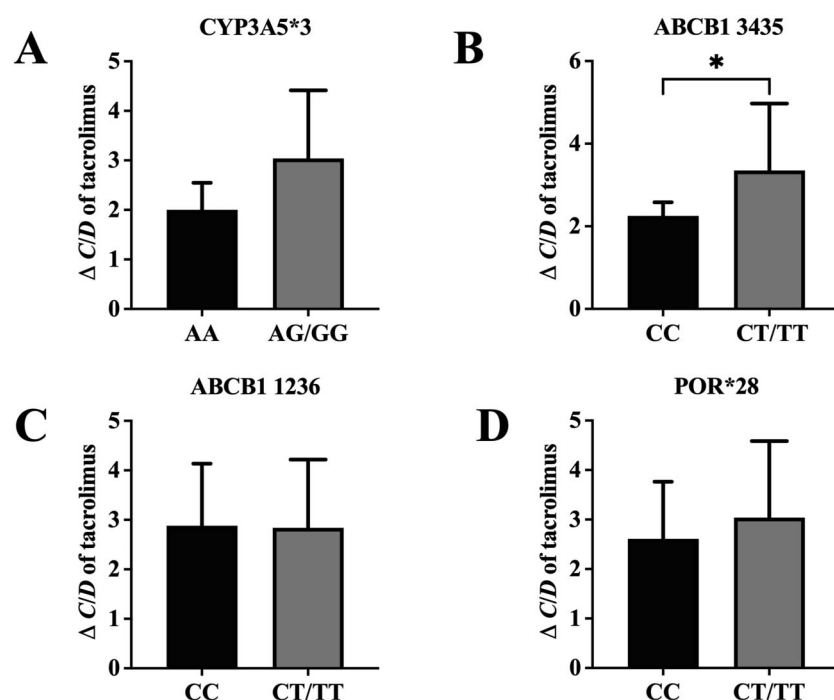 A
CYP3A5*3
Δ C/D of tacrolimus
5
4
3
2
1
0
AA
AG/GG
B
ABCB1 3435
Δ C/D of tacrolimus
6
4
2
0
*
CC
CT/TT
C
ABCB1 1236
Δ C/D of tacrolimus
5
4
3
2
1
0
CC
CT/TT
D
POR*28
Δ C/D of tacrolimus
5
4
3
2
1
0
CC
CT/TT